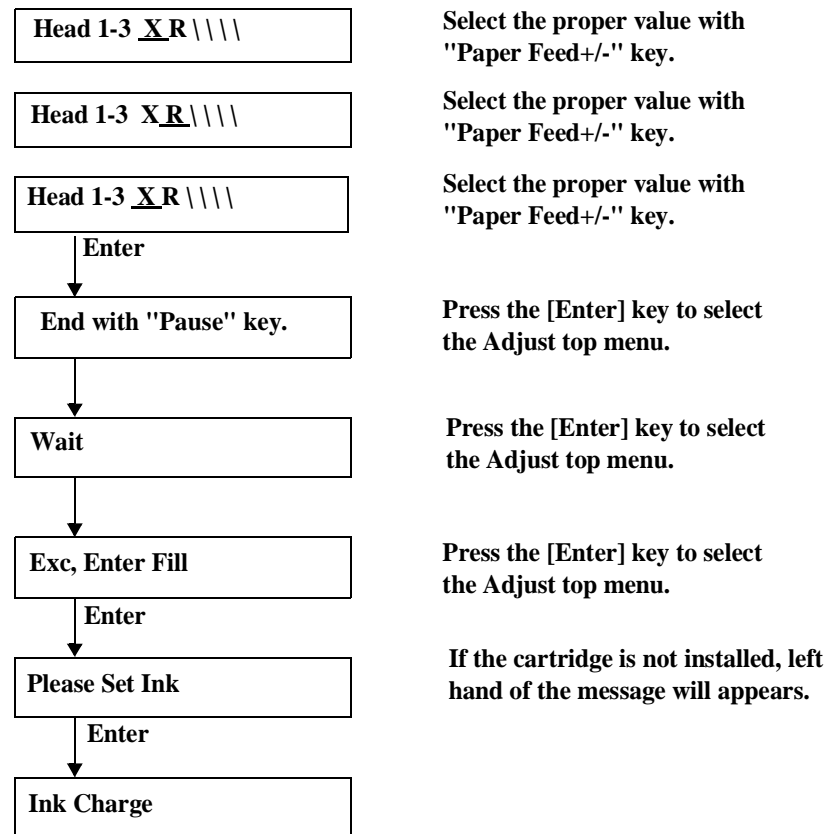 Head 1-3  X R \ \ \ \
Select the proper value with
"Paper Feed+/-" key.
Head 1-3  X R \ \ \ \
Select the proper value with
"Paper Feed+/-" key.
Head 1-3  X R \ \ \ \
Select the proper value with
"Paper Feed+/-" key.
Enter
End with "Pause" key.
Press the [Enter] key to select
the Adjust top menu.
Wait
Press the [Enter] key to select
the Adjust top menu.
Exc, Enter Fill
Press the [Enter] key to select
the Adjust top menu.
Enter
Please Set Ink
If the cartridge is not installed, left
hand of the message will appears.
Enter
Ink Charge